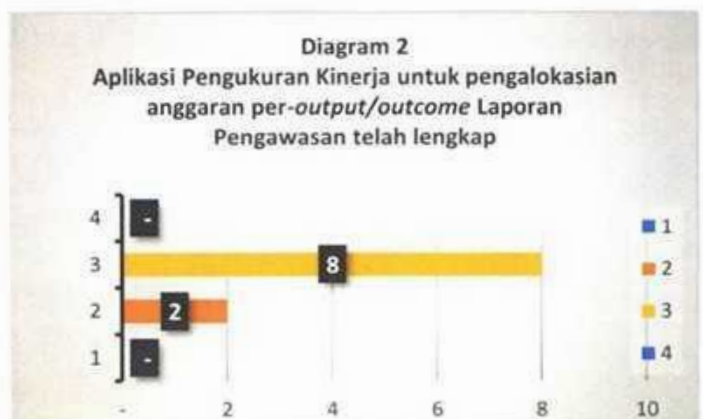 Diagram 2
Aplikasi Pengukuran Kinerja untuk pengalokasian
anggaran per-output/outcome Laporan
Pengawasan telah lengkap
4 - 1
3 8 2
2 2 3
1 - 4
- 2 4 6 8 10